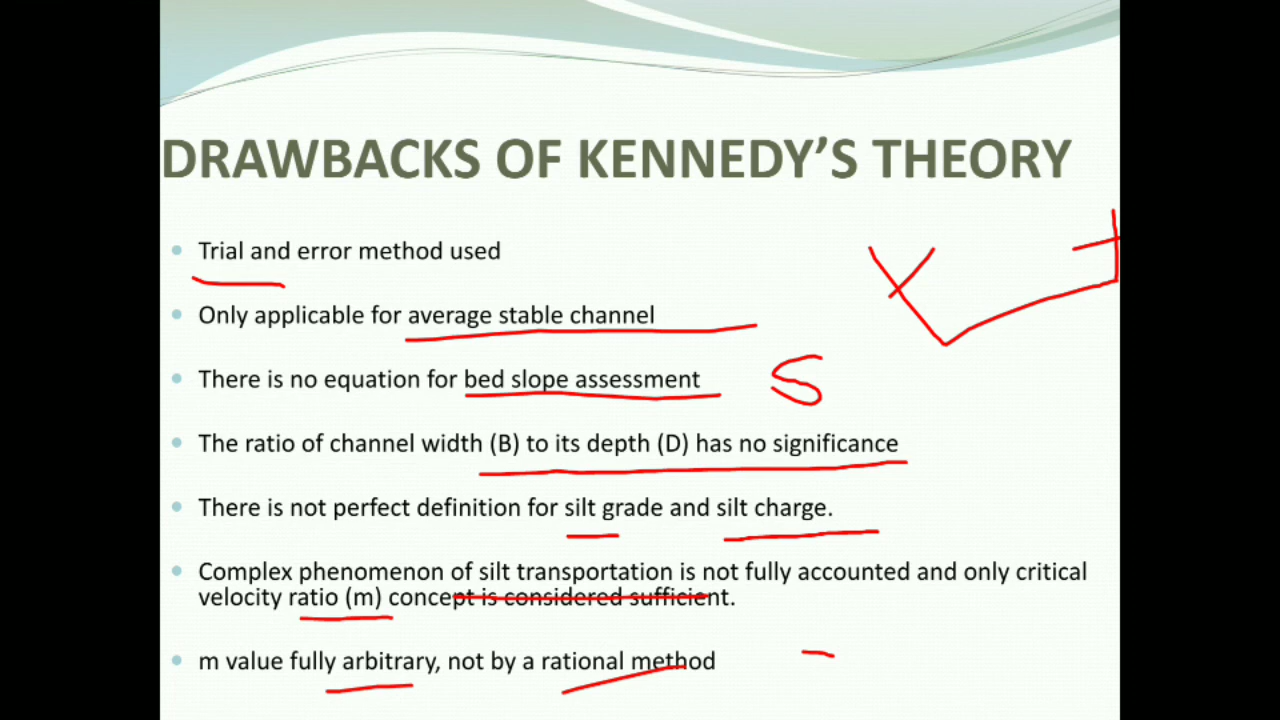 DRAWBACKS OF KENNEDY’S THEORY
Trial and error method used
Only applicable for average stable channel
There is no equation for bed slope assessment
S
The ratio of channel width (B) to its depth (D) has no significance
There is not perfect definition for silt grade and silt charge.
Complex phenomenon of silt transportation is not fully accounted and only critical
velocity ratio (m) concept is considered sufficient.
m value fully arbitrary, not by a rational method